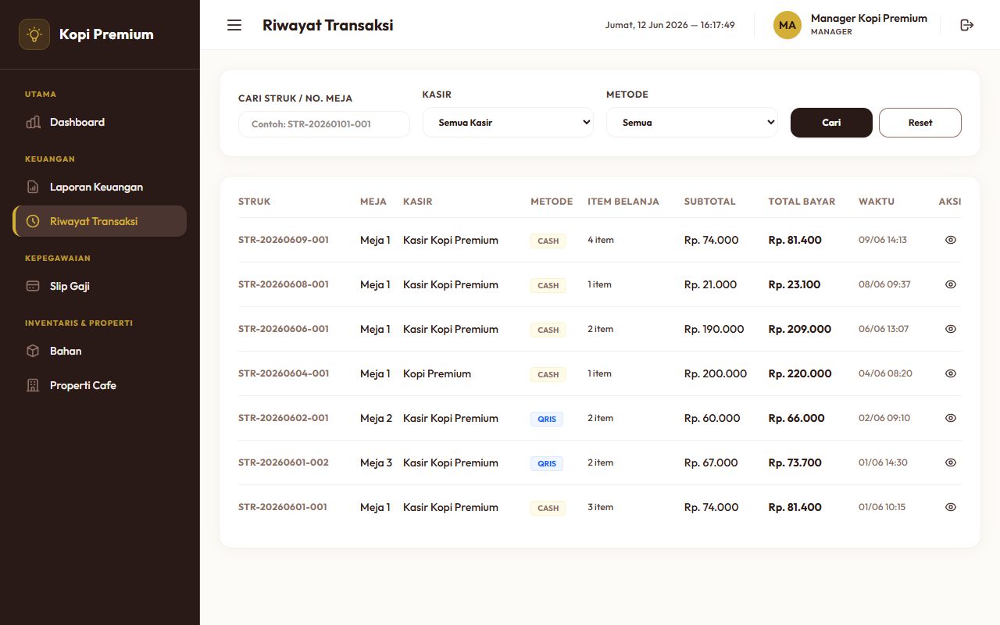 Kopi Premium
UTAMA
Dashboard
KEUANGAN
Laporan Keuangan
Riwayat Transaksi
KEPEGAWAIAN
Slip Gaji
INVENTARIS & PROPERTI
Bahan
Properti Cafe
Riwayat Transaksi
Jumat, 12 Jun 2026 — 16:17:49
MA
Manager Kopi Premium
MANAGER
CARI STRUK / NO. MEJA
Contoh: STR-20260101-001
KASIR
Semua Kasir
METODE
Semua
Cari
Reset
STRUK MEJA KASIR METODE ITEM BELANJA SUBTOTAL TOTAL BAYAR WAKTU AKSI
STR-20260609-001 Meja 1 Kasir Kopi Premium CASH 4 item Rp. 74.000 Rp. 81.400 09/06 14:13
STR-20260608-001 Meja 1 Kasir Kopi Premium CASH 1 item Rp. 21.000 Rp. 23.100 08/06 09:37
STR-20260606-001 Meja 1 Kasir Kopi Premium CASH 2 item Rp. 190.000 Rp. 209.000 06/06 13:07
STR-20260604-001 Meja 1 Kopi Premium CASH 1 item Rp. 200.000 Rp. 220.000 04/06 08:20
STR-20260602-001 Meja 2 Kasir Kopi Premium QRIS 2 item Rp. 60.000 Rp. 66.000 02/06 09:10
STR-20260601-002 Meja 3 Kasir Kopi Premium QRIS 2 item Rp. 67.000 Rp. 73.700 01/06 14:30
STR-20260601-001 Meja 1 Kasir Kopi Premium CASH 3 item Rp. 74.000 Rp. 81.400 01/06 10:15